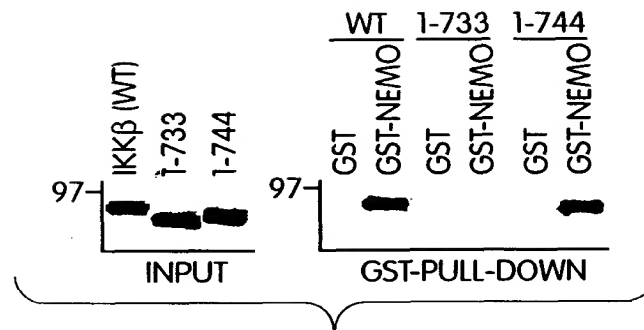 WT 1-733 1-744
IKKβ (WT)
1-733
1-744
GST
GST-NEMO
GST
GST-NEMO
GST
GST-NEMO
97
97
INPUT
GST-PULL-DOWN